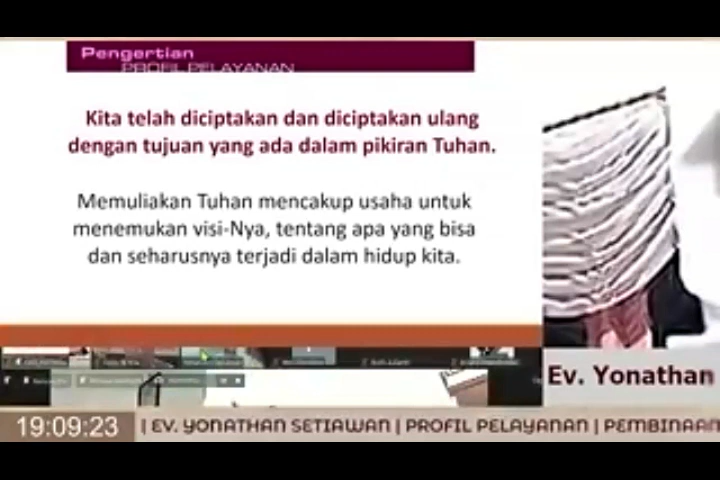 Pengertian
PROFIL PELAYANAN
Kita telah diciptakan dan diciptakan ulang
dengan tujuan yang ada dalam pikiran Tuhan.
Memuliakan Tuhan mencakup usaha untuk
menemukan visi-Nya, tentang apa yang bisa
dan seharusnya terjadi dalam hidup kita.
Ev. Yonathan
19:09:23 | EV. YONATHAN SETIAWAN | PROFIL PELAYANAN | PEMBINAAN